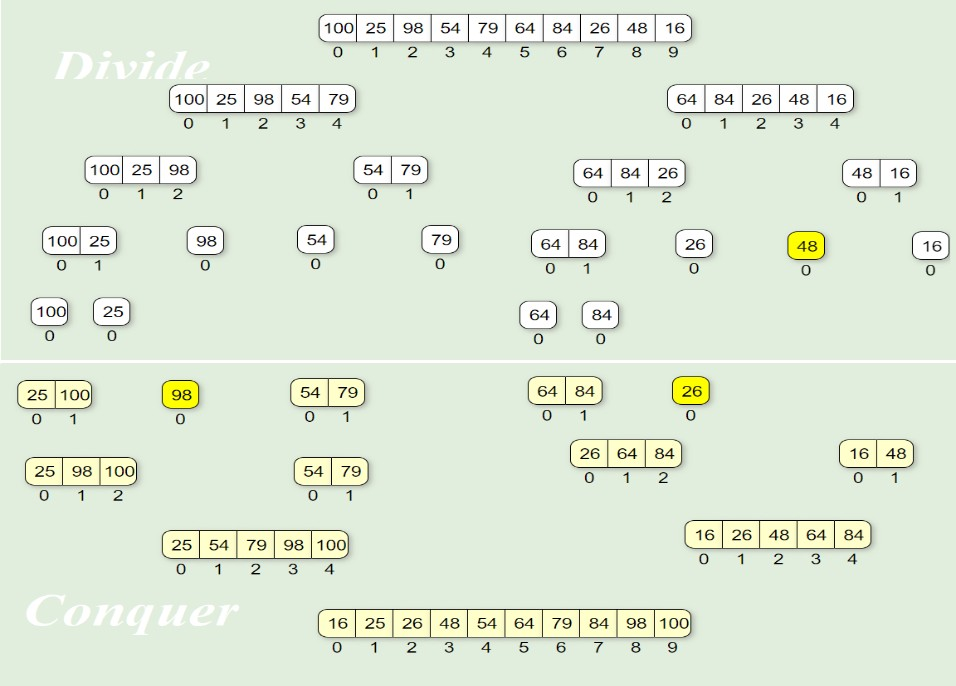 100 25 98 54 79 64 84 26 48 16
0 1 2 3 4 5 6 7 8 9
Divide
100 25 98 54 79 64 84 26 48 16
0 1 2 3 4 0 1 2 3 4
100 25 98 54 79 64 84 26 48 16
0 1 2 0 1 0 1 2 0 1
100 25 98 54 79 64 84 26 48 16
0 1 0 0 0 0 1 0 0 0
100 25 64 84
0 0 0 0
25 100 98 54 79 64 84 26
0 1 0 0 1 0 1 0
26 64 84 16 48
0 1 2 0 1
25 98 100 54 79
0 1 2 0 1
16 26 48 64 84
0 1 2 3 4
25 54 79 98 100
0 1 2 3 4
Conquer
16 25 26 48 54 64 79 84 98 100
0 1 2 3 4 5 6 7 8 9